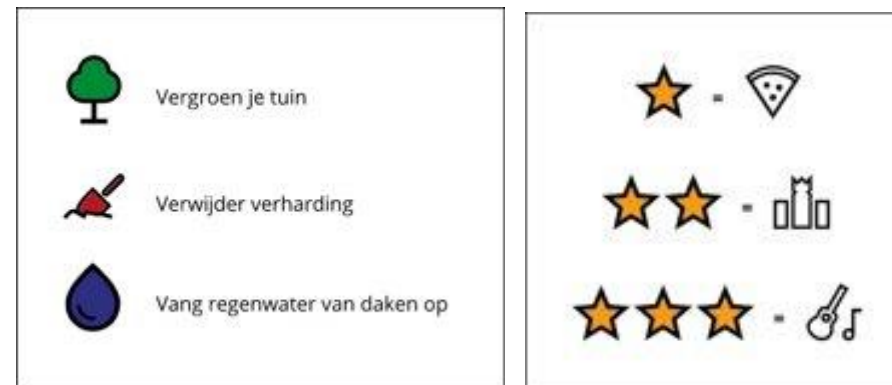 Vergroen je tuin
Verwijder verharding
Vang regenwater van daken op
=
=
=